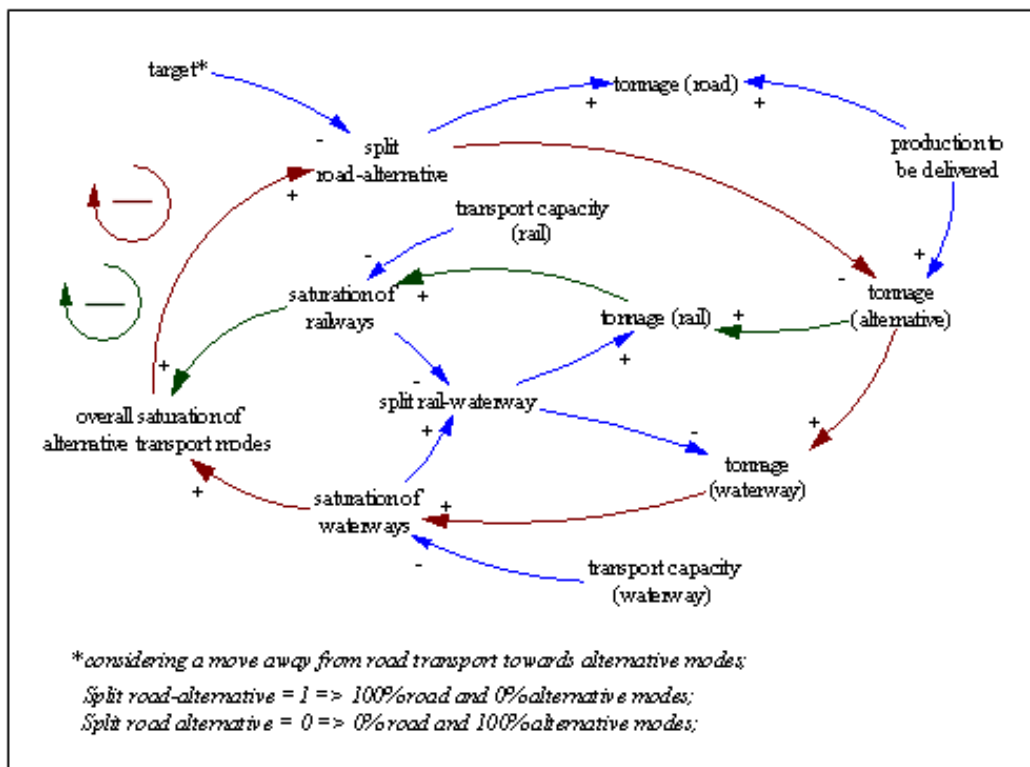 target*
tonnage (road)
+
+
-
split
road-alternative
production to
be delivered
+
transport capacity
(rail)
-
+
-
saturation of
railways
+
tonnage (rail)
+
tonnage
(alternative)
+
+
-
split rail-waterway
overall saturation of
alternative transport modes
+
-
+
tonnage
(waterway)
+
saturation of
waterways
+
-
transport capacity
(waterway)
*considering a move away from road transport towards alternative modes;
Split road-alternative = 1 => 100% road and 0% alternative modes;
Split road alternative = 0 => 0% road and 100% alternative modes;